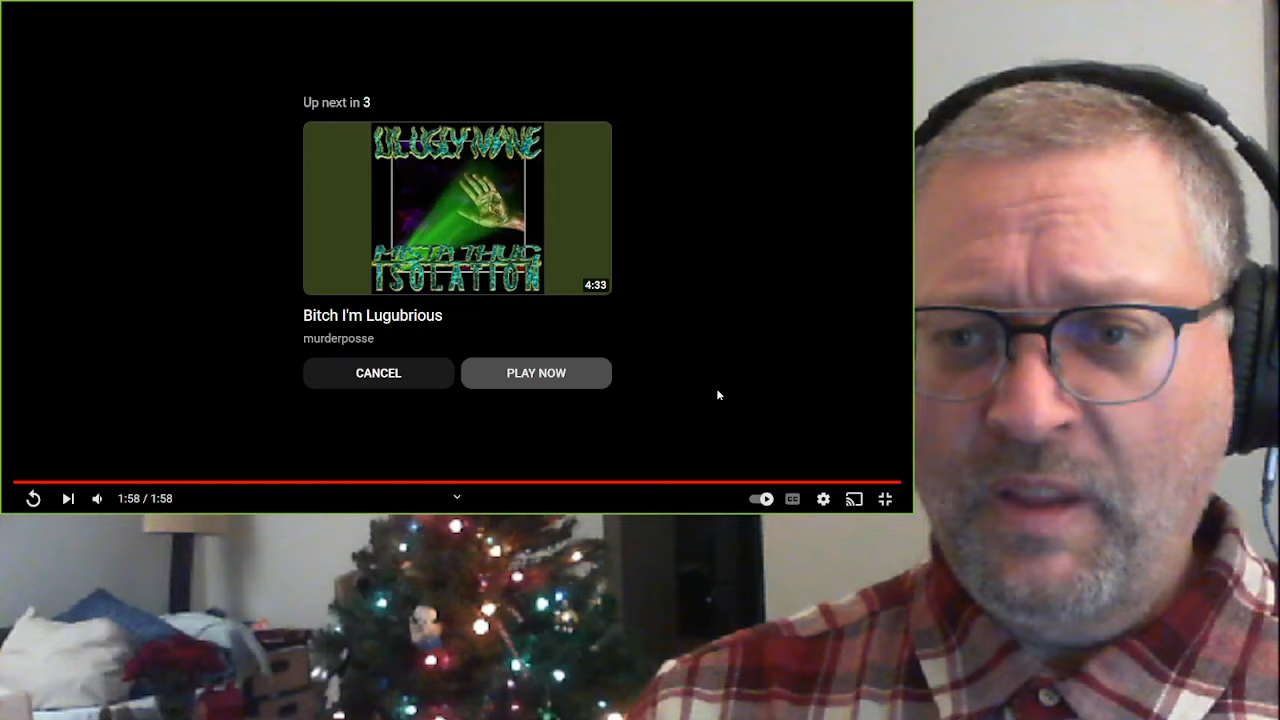 Up next in 3
LIL UGLY MANE
MISTA THUG
ISOLATION
4:33
Bitch I'm Lugubrious
murderposse
CANCEL
PLAY NOW
1:58 / 1:58
CC